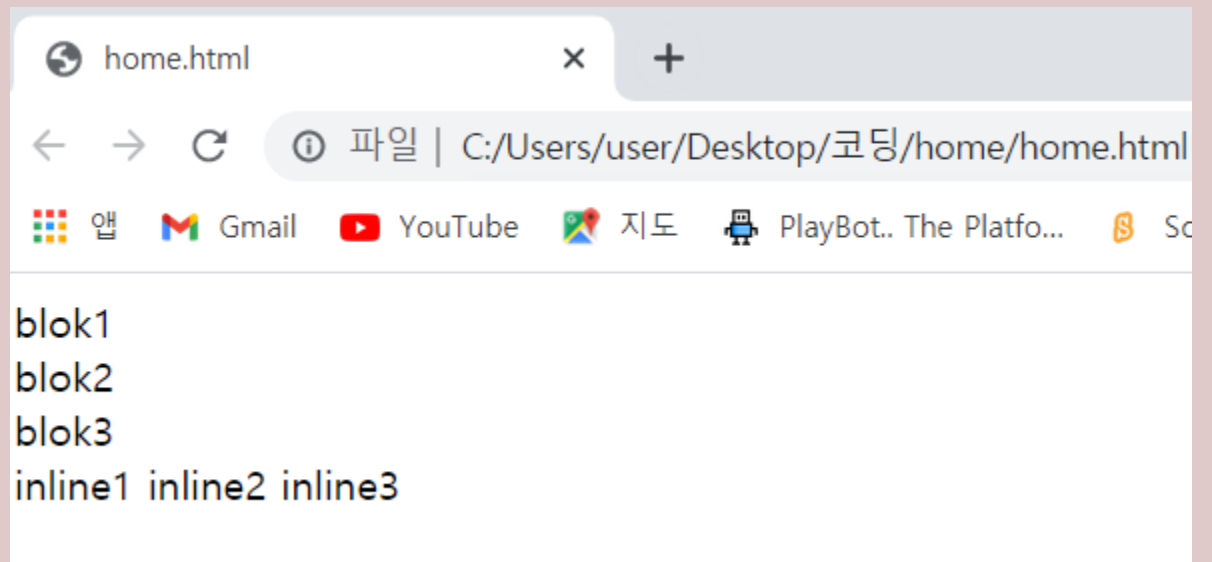 home.html
파일 | C:/Users/user/Desktop/코딩/home/home.html
앱 Gmail YouTube 지도 PlayBot.. The Platfo... Sc
blok1
blok2
blok3
inline1 inline2 inline3